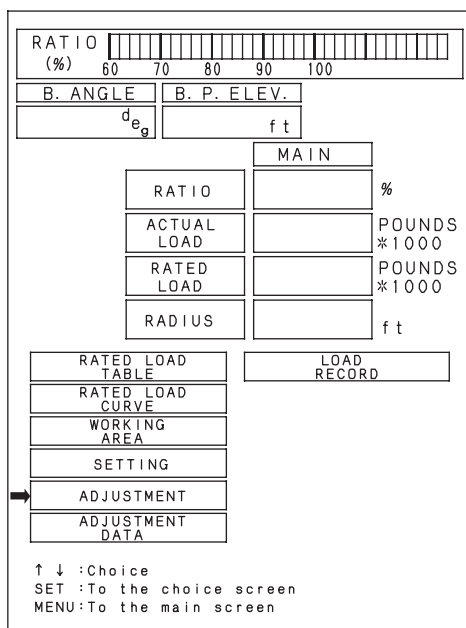 RATIO
(%)
60 70 80 90 100
B. ANGLE B. P. ELEV.
deg ft
MAIN
RATIO %
ACTUAL LOAD POUNDS ※1000
RATED LOAD POUNDS ※1000
RADIUS ft
RATED LOAD TABLE
LOAD RECORD
RATED LOAD CURVE
WORKING AREA
SETTING
➡ ADJUSTMENT
ADJUSTMENT DATA
↑ ↓ :Choice
SET :To the choice screen
MENU:To the main screen